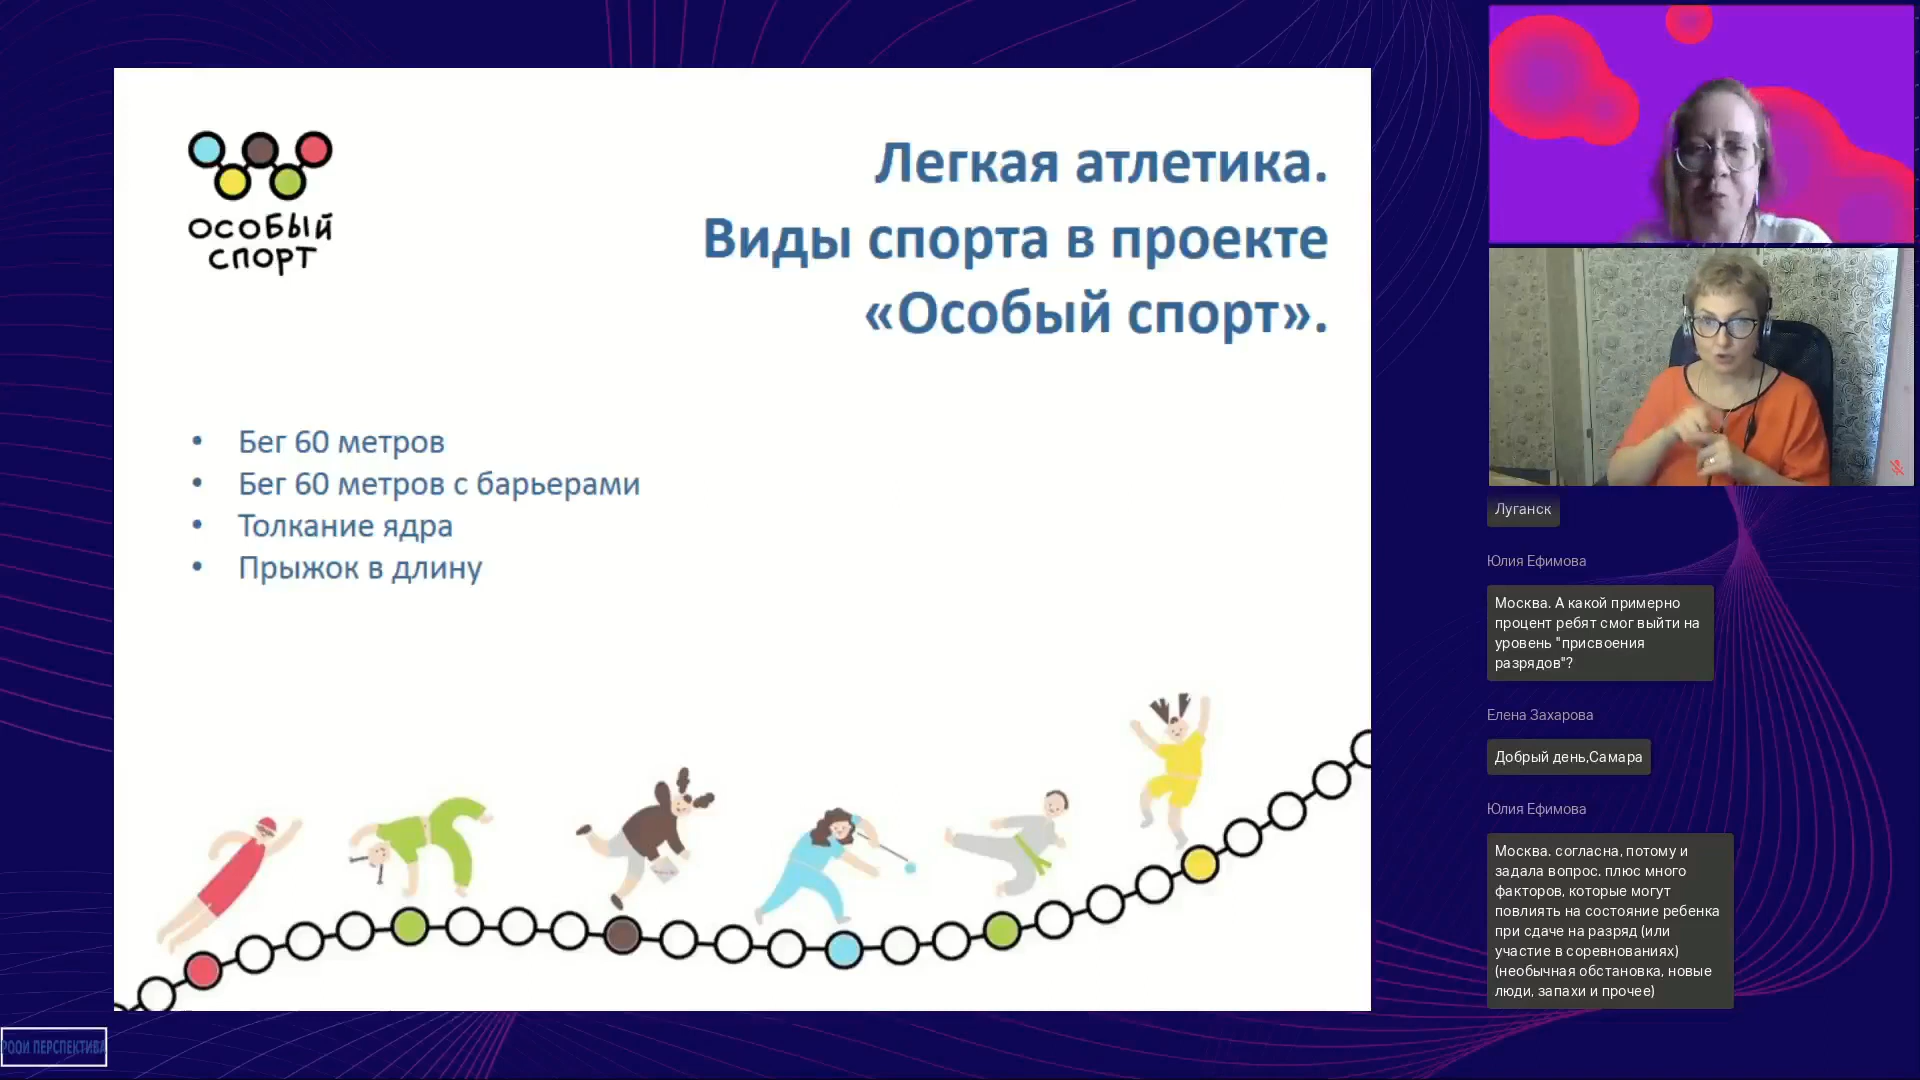 ОСОБЫЙ
СПОРТ
Легкая атлетика.
Виды спорта в проекте
«Особый спорт».
• Бег 60 метров
• Бег 60 метров с барьерами
• Толкание ядра
• Прыжок в длину
Луганск
Юлия Ефимова
Москва. А какой примерно
процент ребят смог выйти на
уровень "присвоения
разрядов"?
Елена Захарова
Добрый день,Самара
Юлия Ефимова
Москва. согласна, потому и
задала вопрос. плюс много
факторов, которые могут
повлиять на состояние ребенка
при сдаче на разряд (или
участие в соревнованиях)
(необычная обстановка, новые
люди, запахи и прочее)
РООИ ПЕРСПЕКТИВА